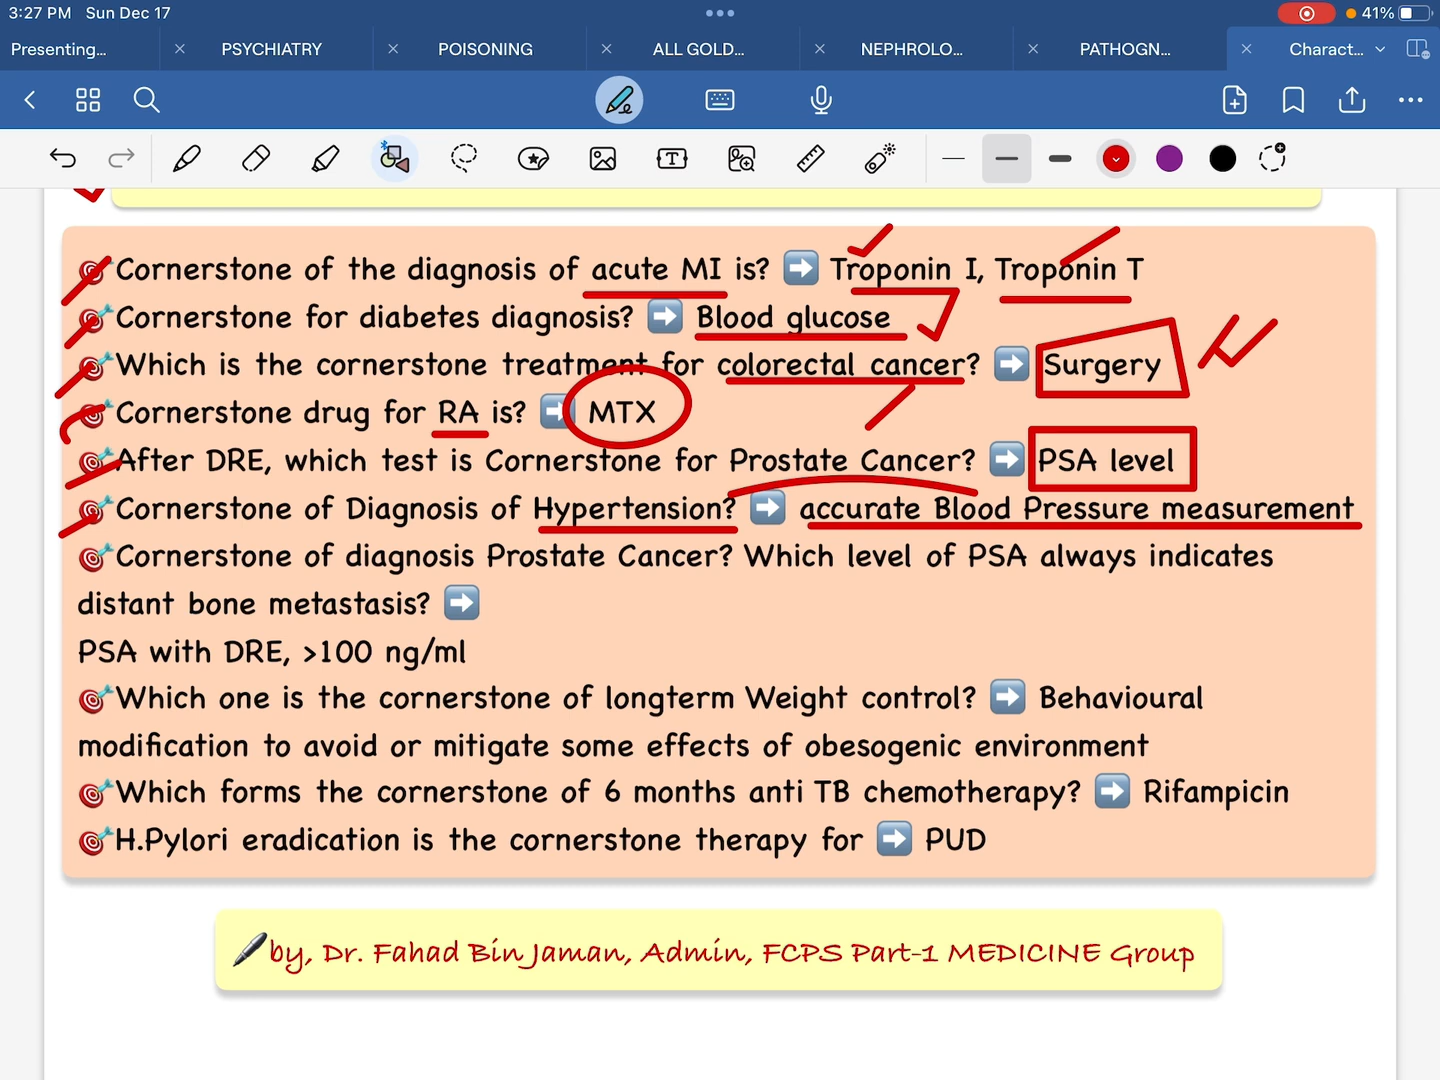 3:27 PM Sun Dec 17
41%
Presenting... PSYCHIATRY POISONING ALL GOLD... NEPHROLO... PATHOGN... Charact...
Cornerstone of the diagnosis of acute MI is? ➡️ Troponin I, Troponin T
Cornerstone for diabetes diagnosis? ➡️ Blood glucose
Which is the cornerstone treatment for colorectal cancer? ➡️ Surgery
Cornerstone drug for RA is? ➡️ MTX
After DRE, which test is Cornerstone for Prostate Cancer? ➡️ PSA level
Cornerstone of Diagnosis of Hypertension? ➡️ accurate Blood Pressure measurement
Cornerstone of diagnosis Prostate Cancer? Which level of PSA always indicates
distant bone metastasis? ➡️
PSA with DRE, >100 ng/ml
Which one is the cornerstone of longterm Weight control? ➡️ Behavioural
modification to avoid or mitigate some effects of obesogenic environment
Which forms the cornerstone of 6 months anti TB chemotherapy? ➡️ Rifampicin
H.Pylori eradication is the cornerstone therapy for ➡️ PUD
by, Dr. Fahad Bin Jaman, Admin, FCPS Part-1 MEDICINE Group